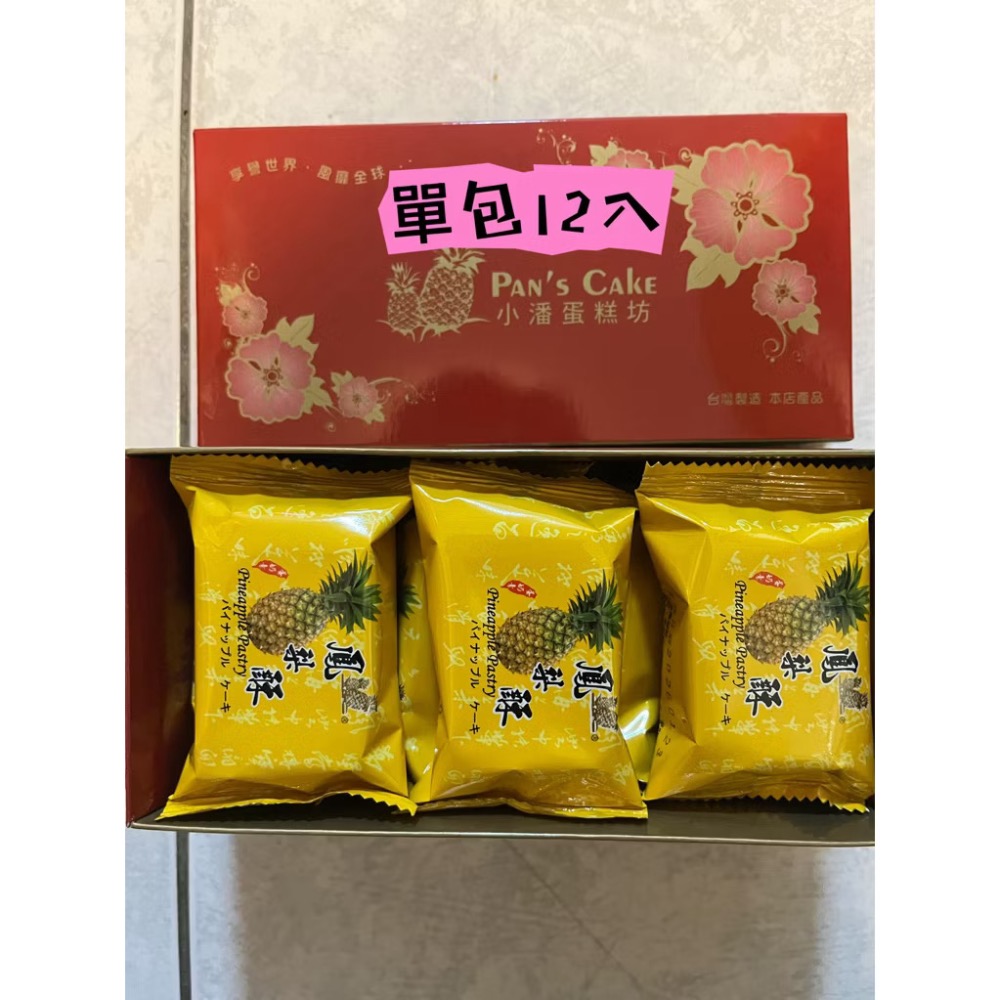 享譽世界 · 風靡全球
單包12入
PAN'S CAKE
小潘蛋糕坊
台灣製造 本店產品
Pineapple Pastry
パイナップル ケーキ
鳳梨酥
Pineapple Pastry
パイナップル ケーキ
鳳梨酥
Pineapple Pastry
パイナップル ケーキ
鳳梨酥